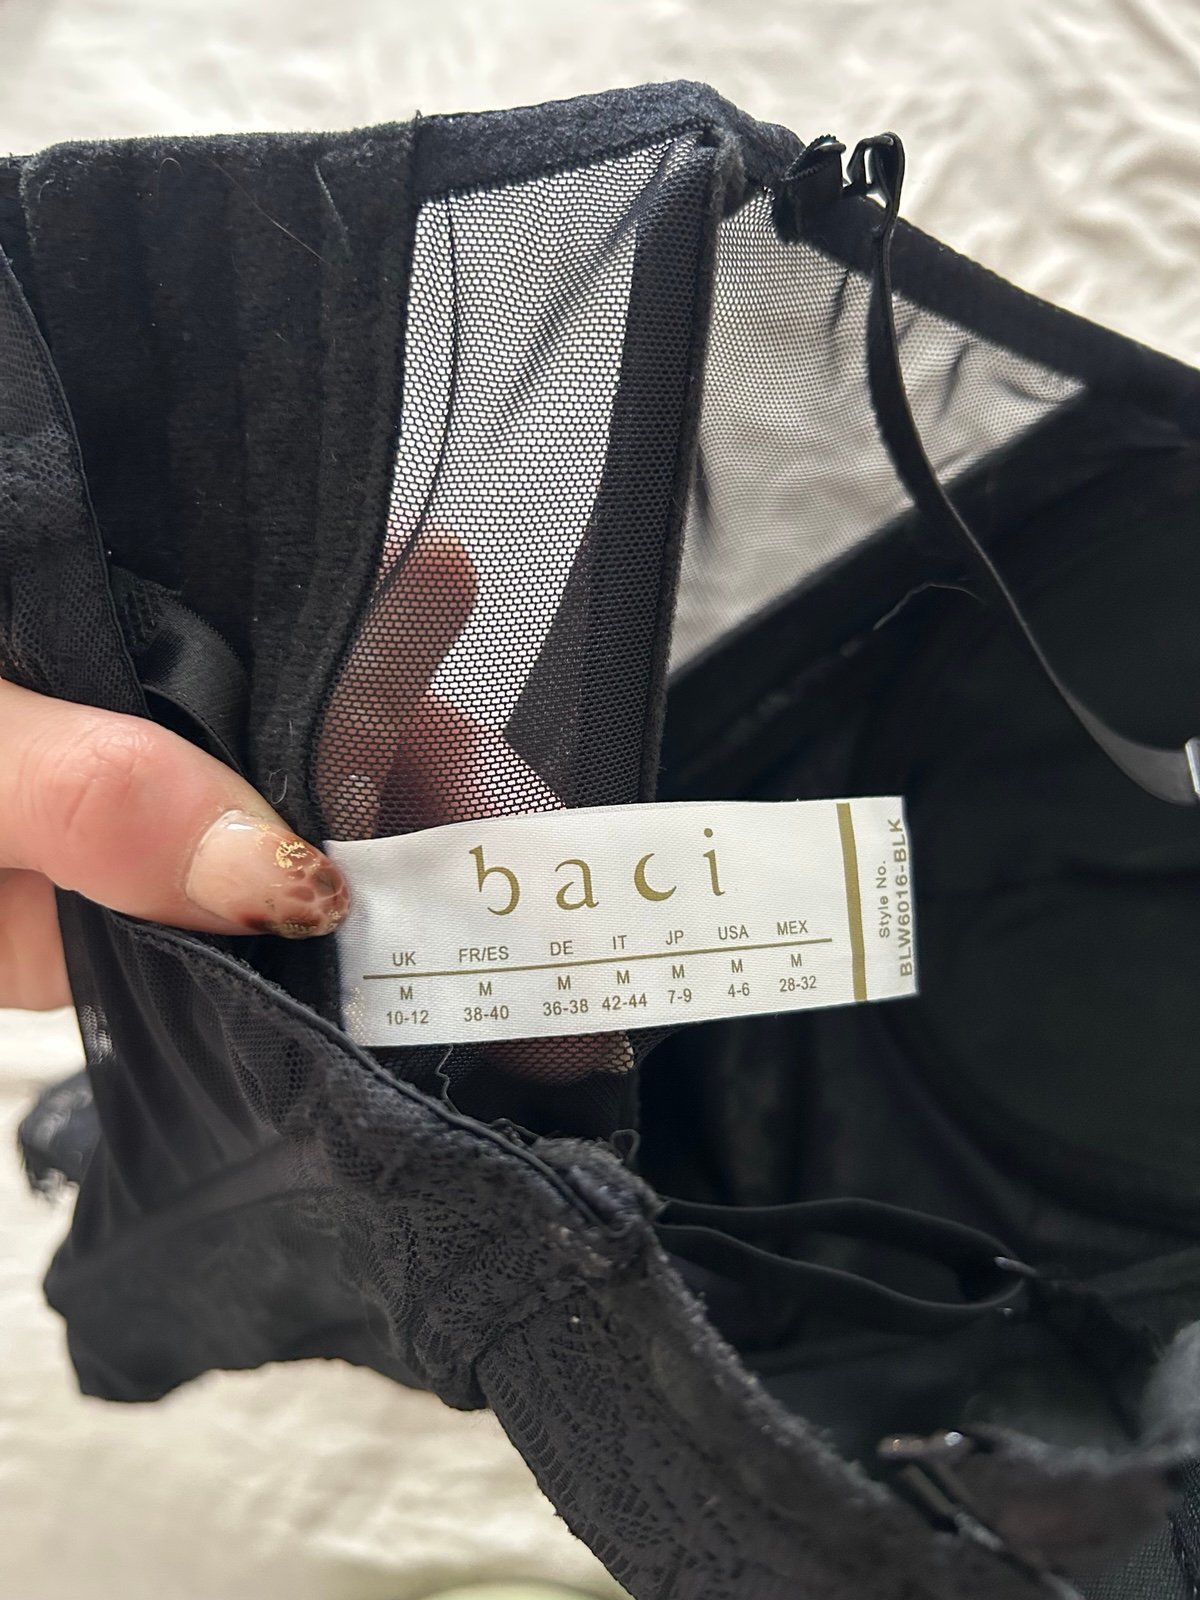 baci
UK FR/ES DE IT JP USA MEX
M M M M M M M
10-12 38-40 36-38 42-44 7-9 4-6 28-32
Style No.
BLW6016-BLK